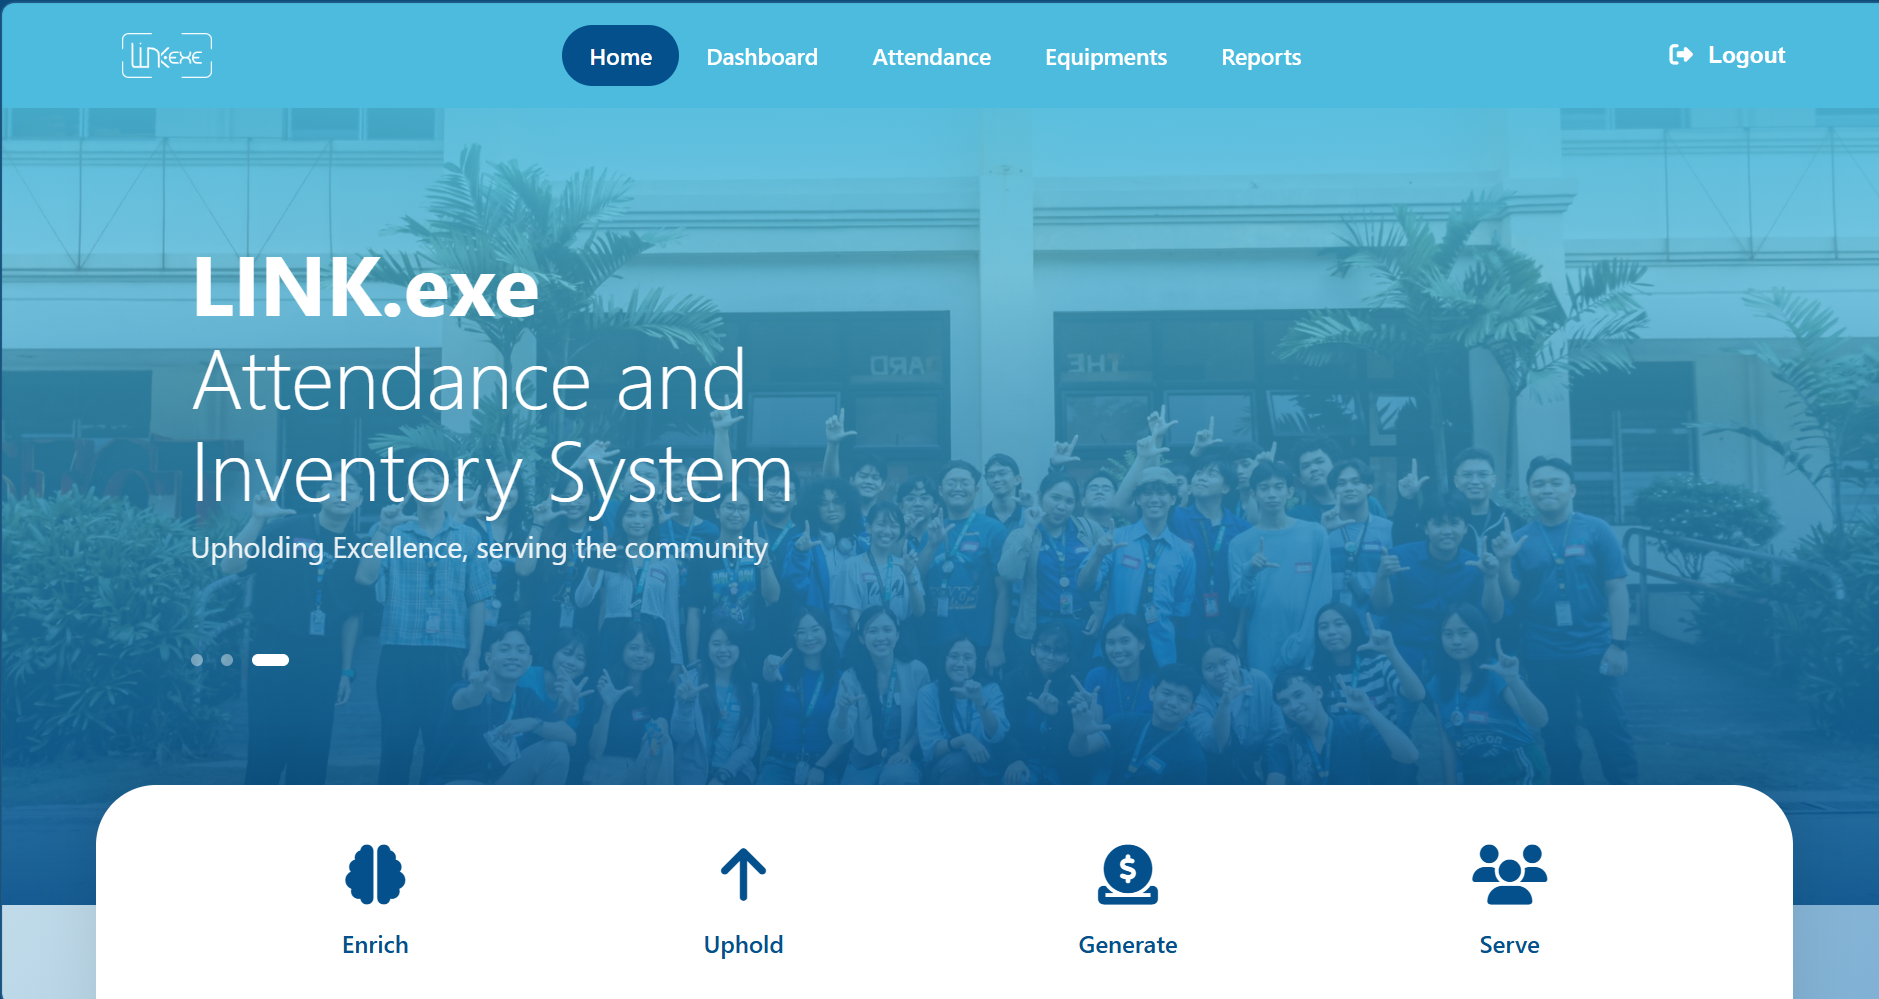 Linkexe
Home
Dashboard
Attendance
Equipments
Reports
Logout
LINK.exe
Attendance and
Inventory System
Upholding Excellence, serving the community
Enrich
Uphold
Generate
Serve